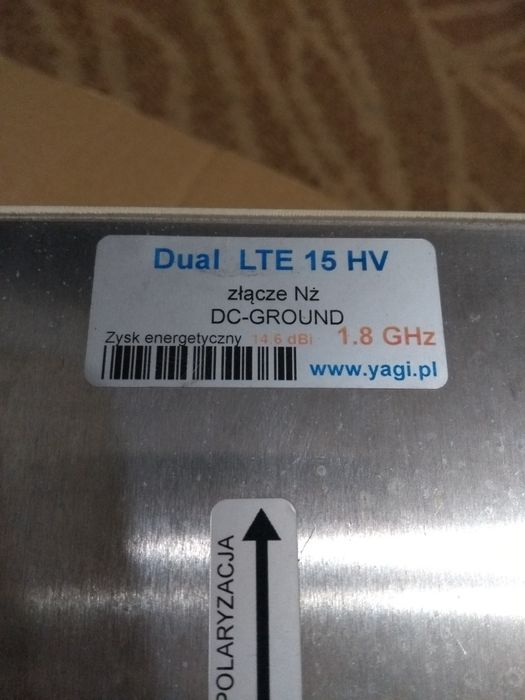 Dual LTE 15 HV
złącze Nż
DC-GROUND
Zysk energetyczny 14,6 dBi 1.8 GHz
www.yagi.pl
POLARYZACJA